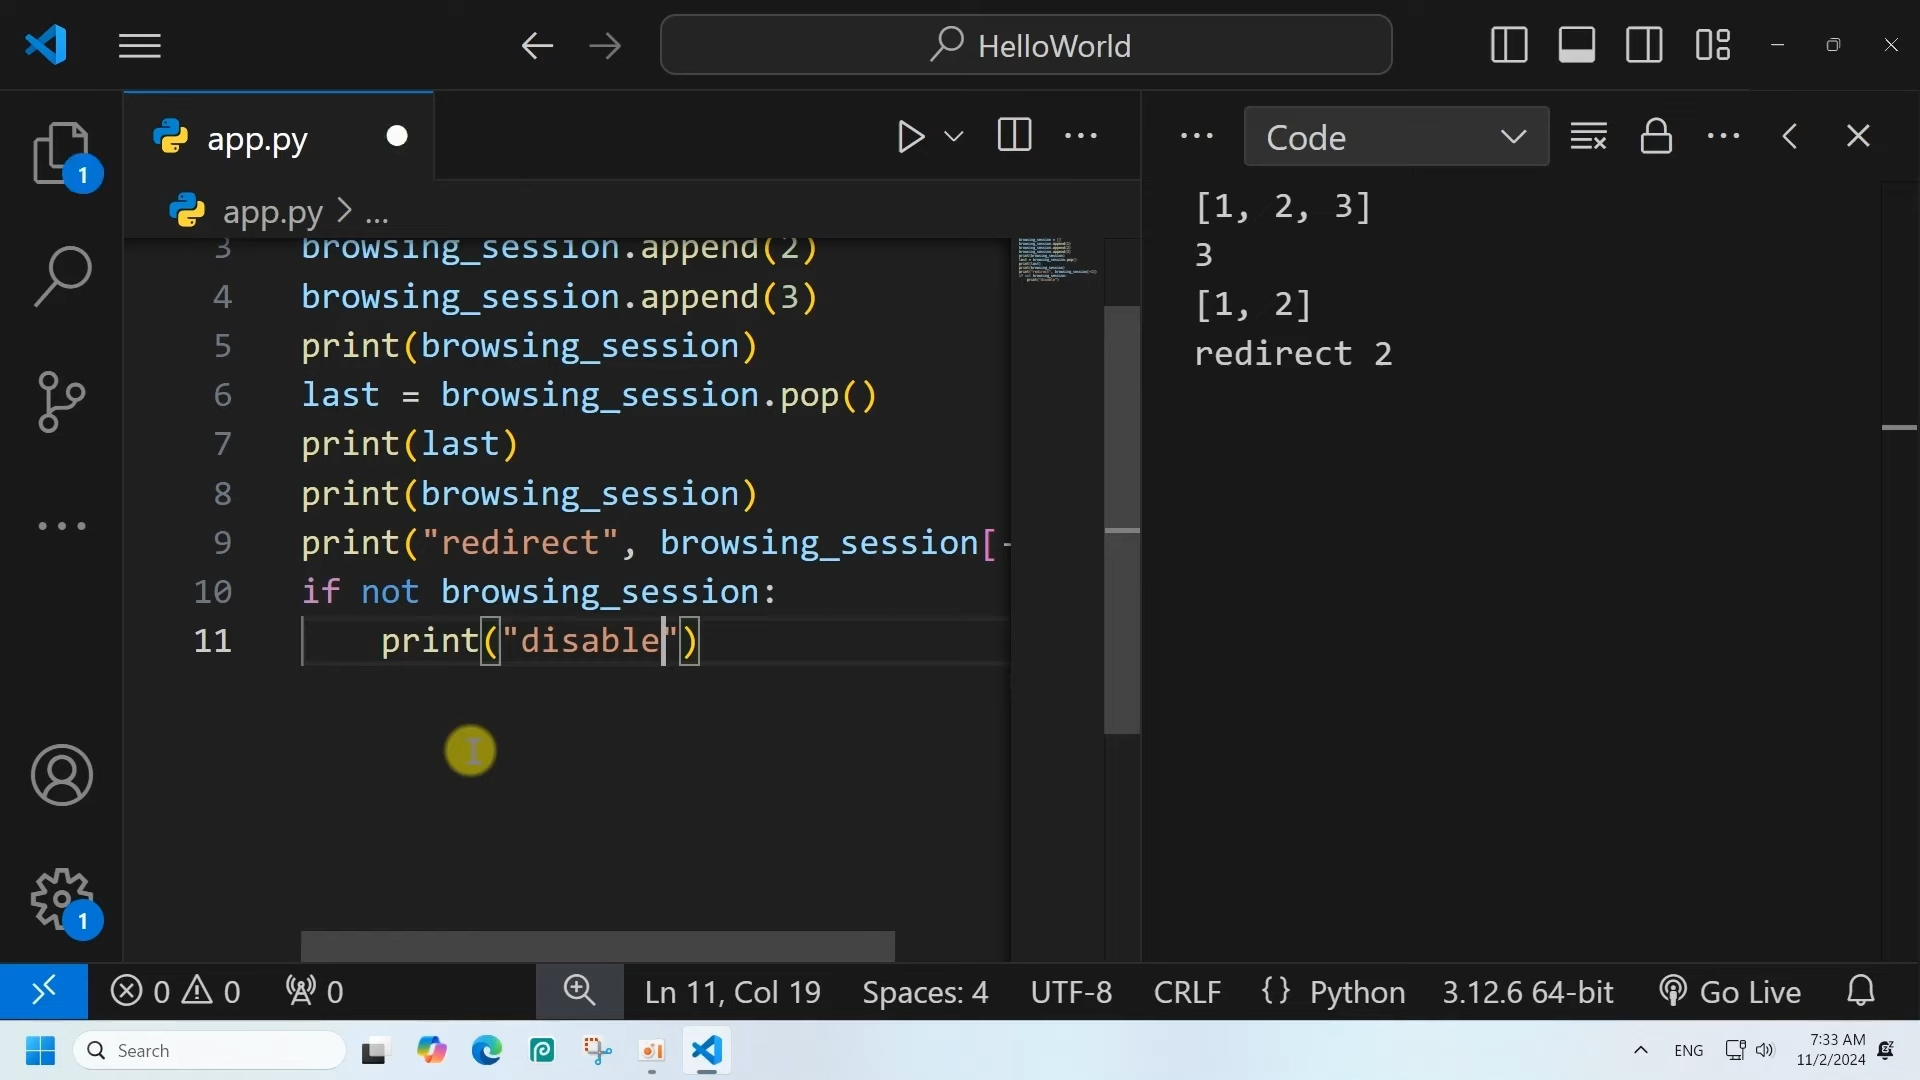 HelloWorld
1
app.py
app.py > ...
3 browsing_session.append(2)
4 browsing_session.append(3)
5 print(browsing_session)
6 last = browsing_session.pop()
7 print(last)
8 print(browsing_session)
9 print("redirect", browsing_session[-
10 if not browsing_session:
11 print("disable")
Code
[1, 2, 3]
3
[1, 2]
redirect 2
1
0 0 0 Ln 11, Col 19 Spaces: 4 UTF-8 CRLF {} Python 3.12.6 64-bit Go Live
Search
ENG
7:33 AM
11/2/2024